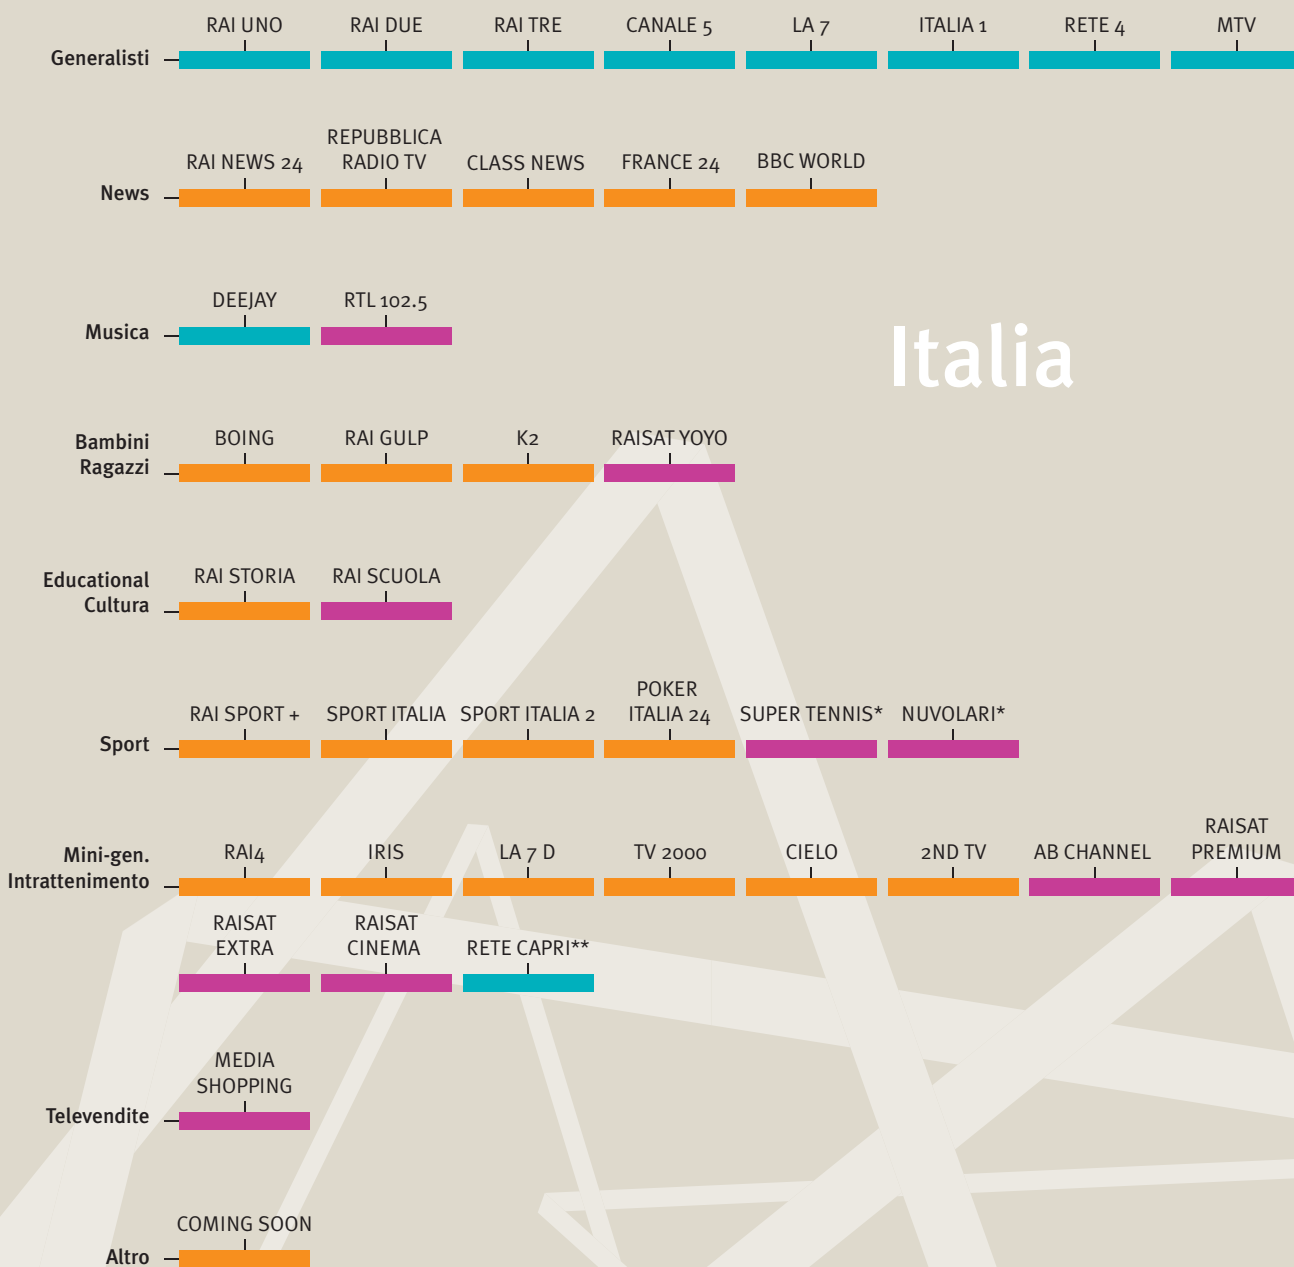 RAI UNO RAI DUE RAI TRE CANALE 5 LA 7 ITALIA 1 RETE 4 MTV
Generalisti
REPUBBLICA
RAI NEWS 24 RADIO TV CLASS NEWS FRANCE 24 BBC WORLD
News
DEEJAY RTL 102.5
Musica
Italia
Bambini
Ragazzi
BOING RAI GULP K2 RAISAT YOYO
Educational
Cultura
RAI STORIA RAI SCUOLA
POKER
RAI SPORT + SPORT ITALIA SPORT ITALIA 2 ITALIA 24 SUPER TENNIS* NUVOLARI*
Sport
RAISAT
RAI4 IRIS LA 7 D TV 2000 CIELO 2ND TV AB CHANNEL PREMIUM
Mini-gen.
Intrattenimento
RAISAT RAISAT
EXTRA CINEMA RETE CAPRI**
MEDIA
SHOPPING
Televendite
COMING SOON
Altro